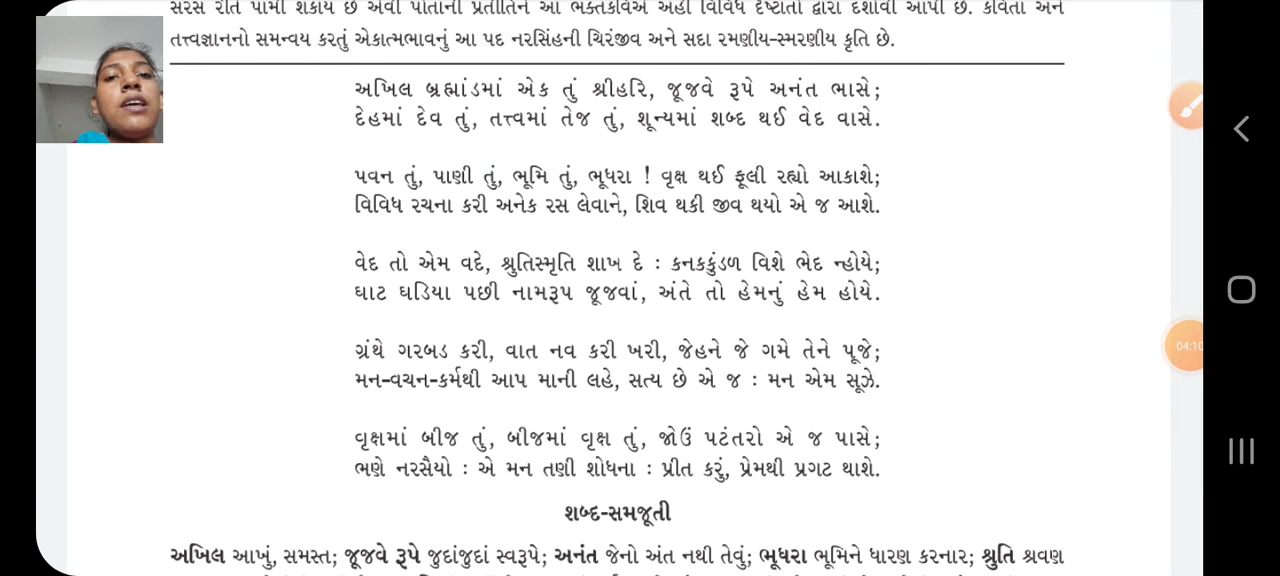 સરસ રીતે પામી શકાય છે એવી પોતાની પ્રતીતિને આ ભક્તકવિએ અહીં વિવિધ દૃષ્ટાંતો દ્વારા દર્શાવી આપી છે. કવિતા અને
તત્ત્વજ્ઞાનનો સમન્વય કરતું એકાત્મભાવનું આ પદ નરસિંહની ચિરંજીવ અને સદા રમણીય-સ્મરણીય કૃતિ છે.
અખિલ બ્રહ્માંડમાં એક તું શ્રીહરિ, જૂજવે રૂપે અનંત ભાસે;
દેહમાં દેવ તું, તત્ત્વમાં તેજ તું, શૂન્યમાં શબ્દ થઈ વેદ વાસે.
પવન તું, પાણી તું, ભૂમિ તું, ભૂધરા ! વૃક્ષ થઈ ફૂલી રહ્યો આકાશે;
વિવિધ રચના કરી અનેક રસ લેવાને, શિવ થકી જીવ થયો એ જ આશે.
વેદ તો એમ વદે, શ્રુતિસ્મૃતિ શાખ દે : કનકકુંડળ વિશે ભેદ ન્હોયે;
ઘાટ ઘડિયા પછી નામરૂપ જૂજવાં, અંતે તો હેમનું હેમ હોયે.
ગ્રંથે ગરબડ કરી, વાત નવ કરી ખરી, જેહને જે ગમે તેને પૂજે;
મન-વચન-કર્મથી આપ માની લહે, સત્ય છે એ જ : મન એમ સૂઝે.
વૃક્ષમાં બીજ તું, બીજમાં વૃક્ષ તું, જોઉં પટંતરો એ જ પાસે;
ભણે નરસૈયો : એ મન તણી શોધના : પ્રીત કરું, પ્રેમથી પ્રગટ થાશે.
શબ્દ-સમજૂતી
અખિલ આખું, સમસ્ત; જૂજવે રૂપે જુદાંજુદાં સ્વરૂપે; અનંત જેનો અંત નથી તેવું; ભૂધરા ભૂમિને ધારણ કરનાર; શ્રુતિ શ્રવણ
04:10